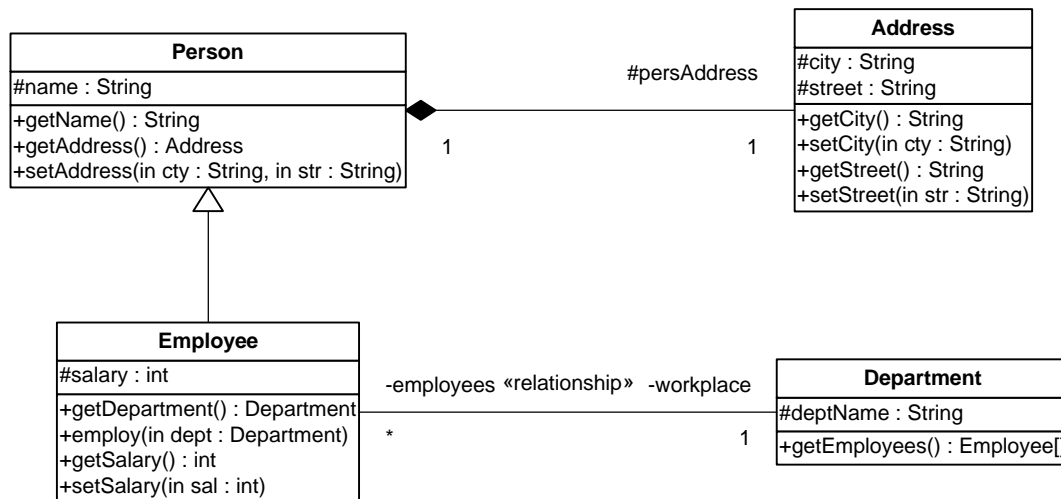 Person
#name : String
+getName() : String
+getAddress() : Address
+setAddress(in cty : String, in str : String)
#persAddress
1
1
Address
#city : String
#street : String
+getCity() : String
+setCity(in cty : String)
+getStreet() : String
+setStreet(in str : String)
Employee
#salary : int
+getDepartment() : Department
+employ(in dept : Department)
+getSalary() : int
+setSalary(in sal : int)
-employees «relationship» -workplace
*
1
Department
#deptName : String
+getEmployees() : Employee[]